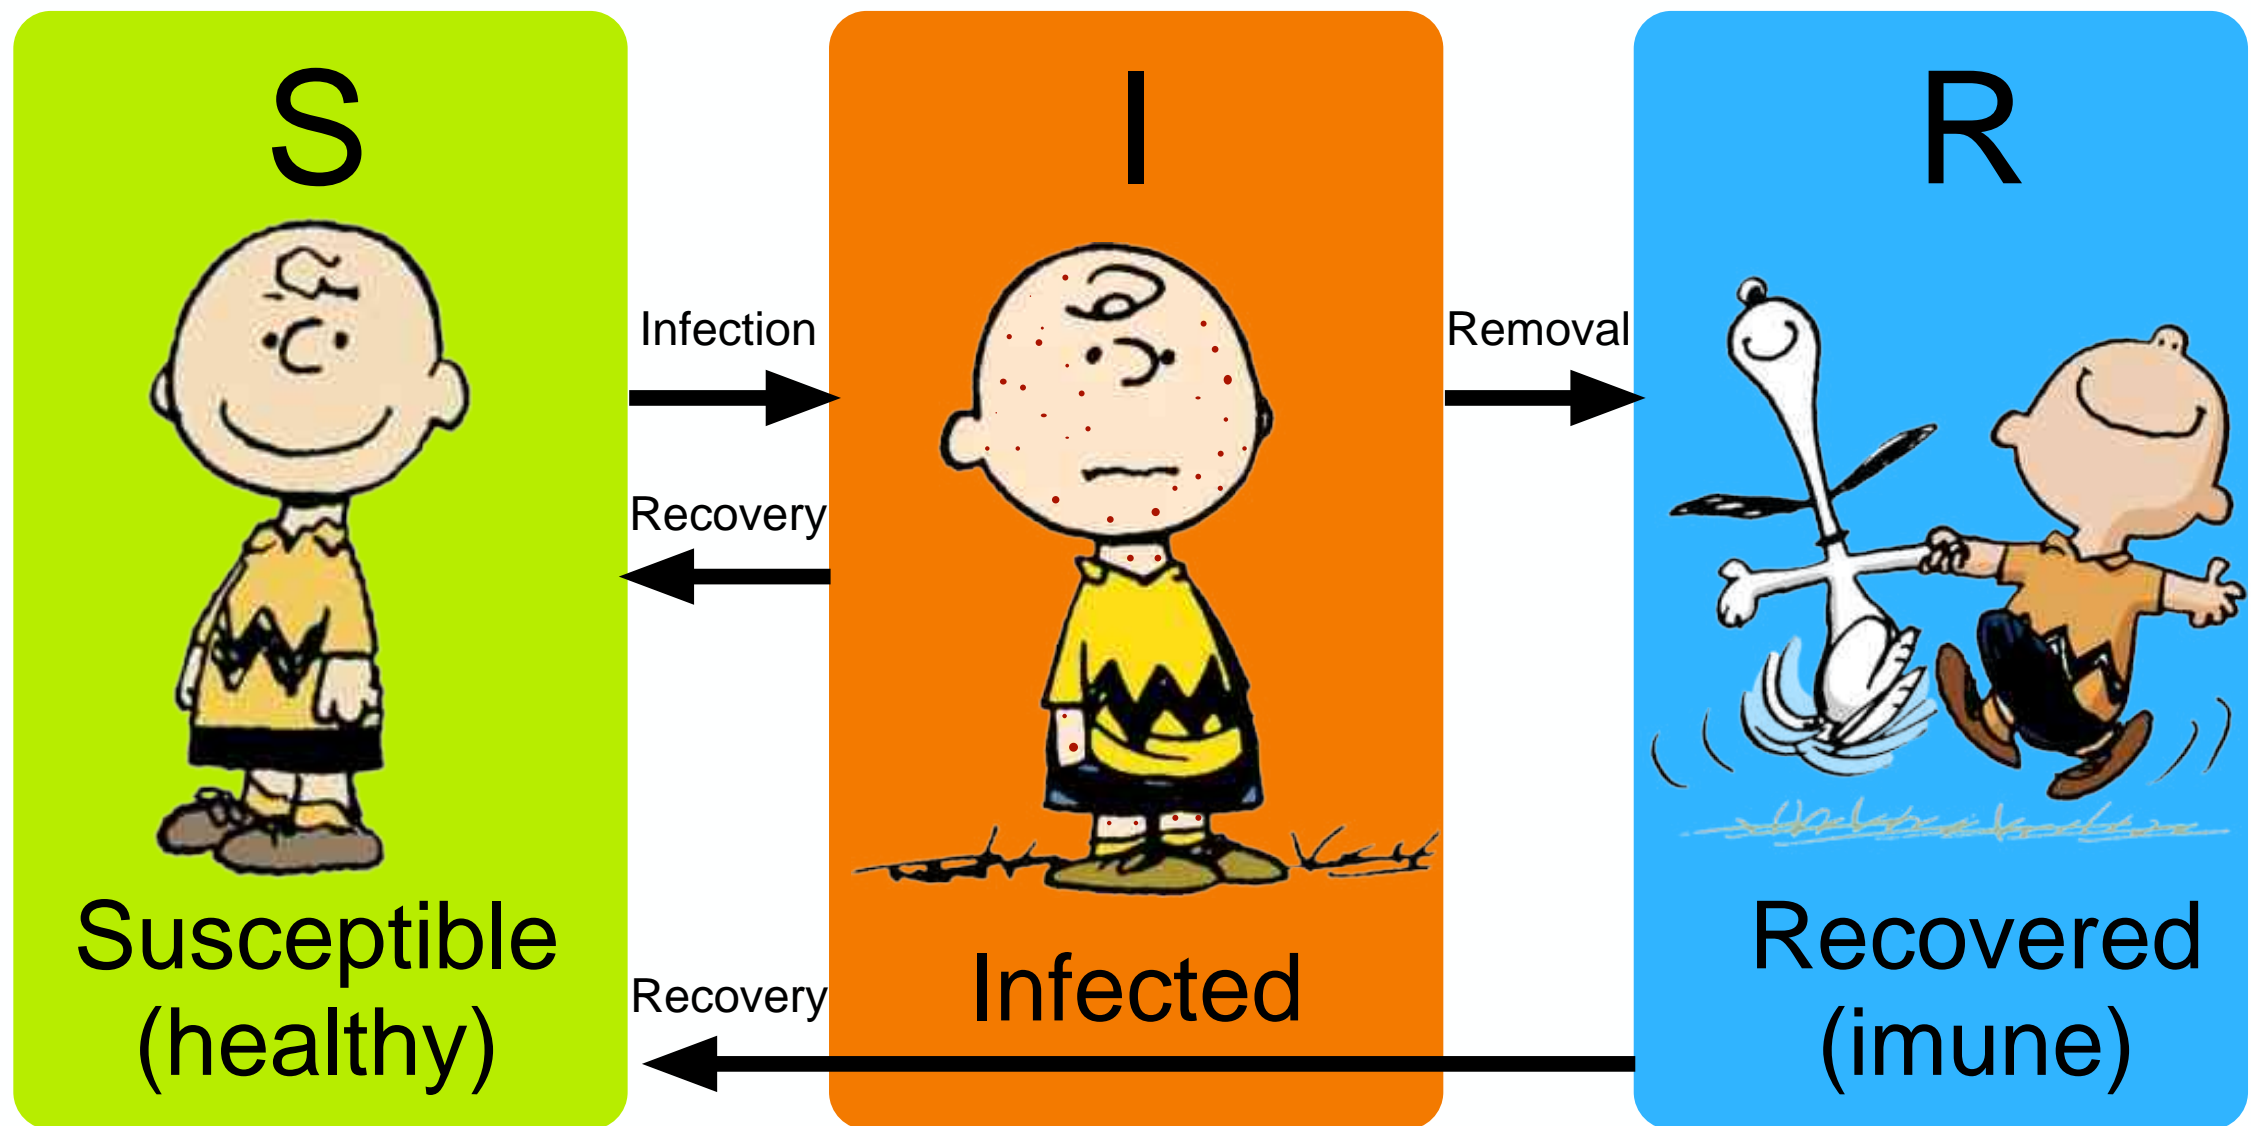 S
Susceptible
(healthy)
Infection
Recovery
Recovery
I
Infected
Removal
R
Recovered
(imune)